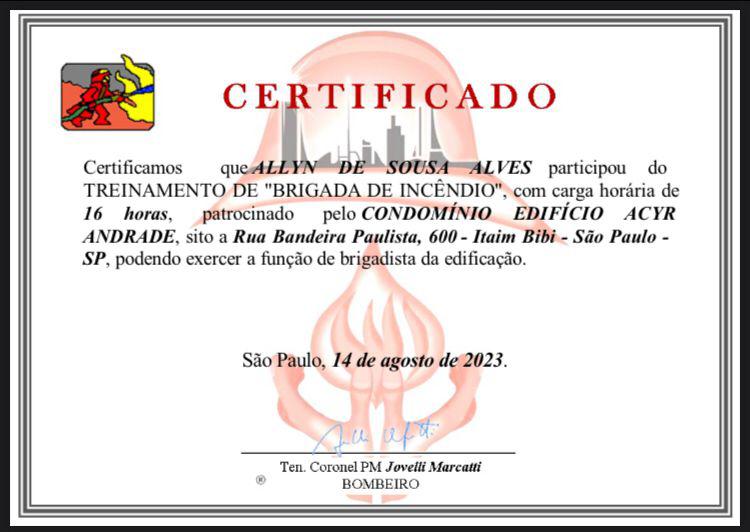 CERTIFICADO
Certificamos que ALLYN DE SOUSA ALVES participou do
TREINAMENTO DE "BRIGADA DE INCÊNDIO", com carga horária de
16 horas, patrocinado pelo CONDOMÍNIO EDIFÍCIO ACYR
ANDRADE, sito a Rua Bandeira Paulista, 600 - Itaim Bibi - São Paulo -
SP, podendo exercer a função de brigadista da edificação.
São Paulo, 14 de agosto de 2023.
Ten. Coronel PM Jovelli Marcatti
® BOMBEIRO